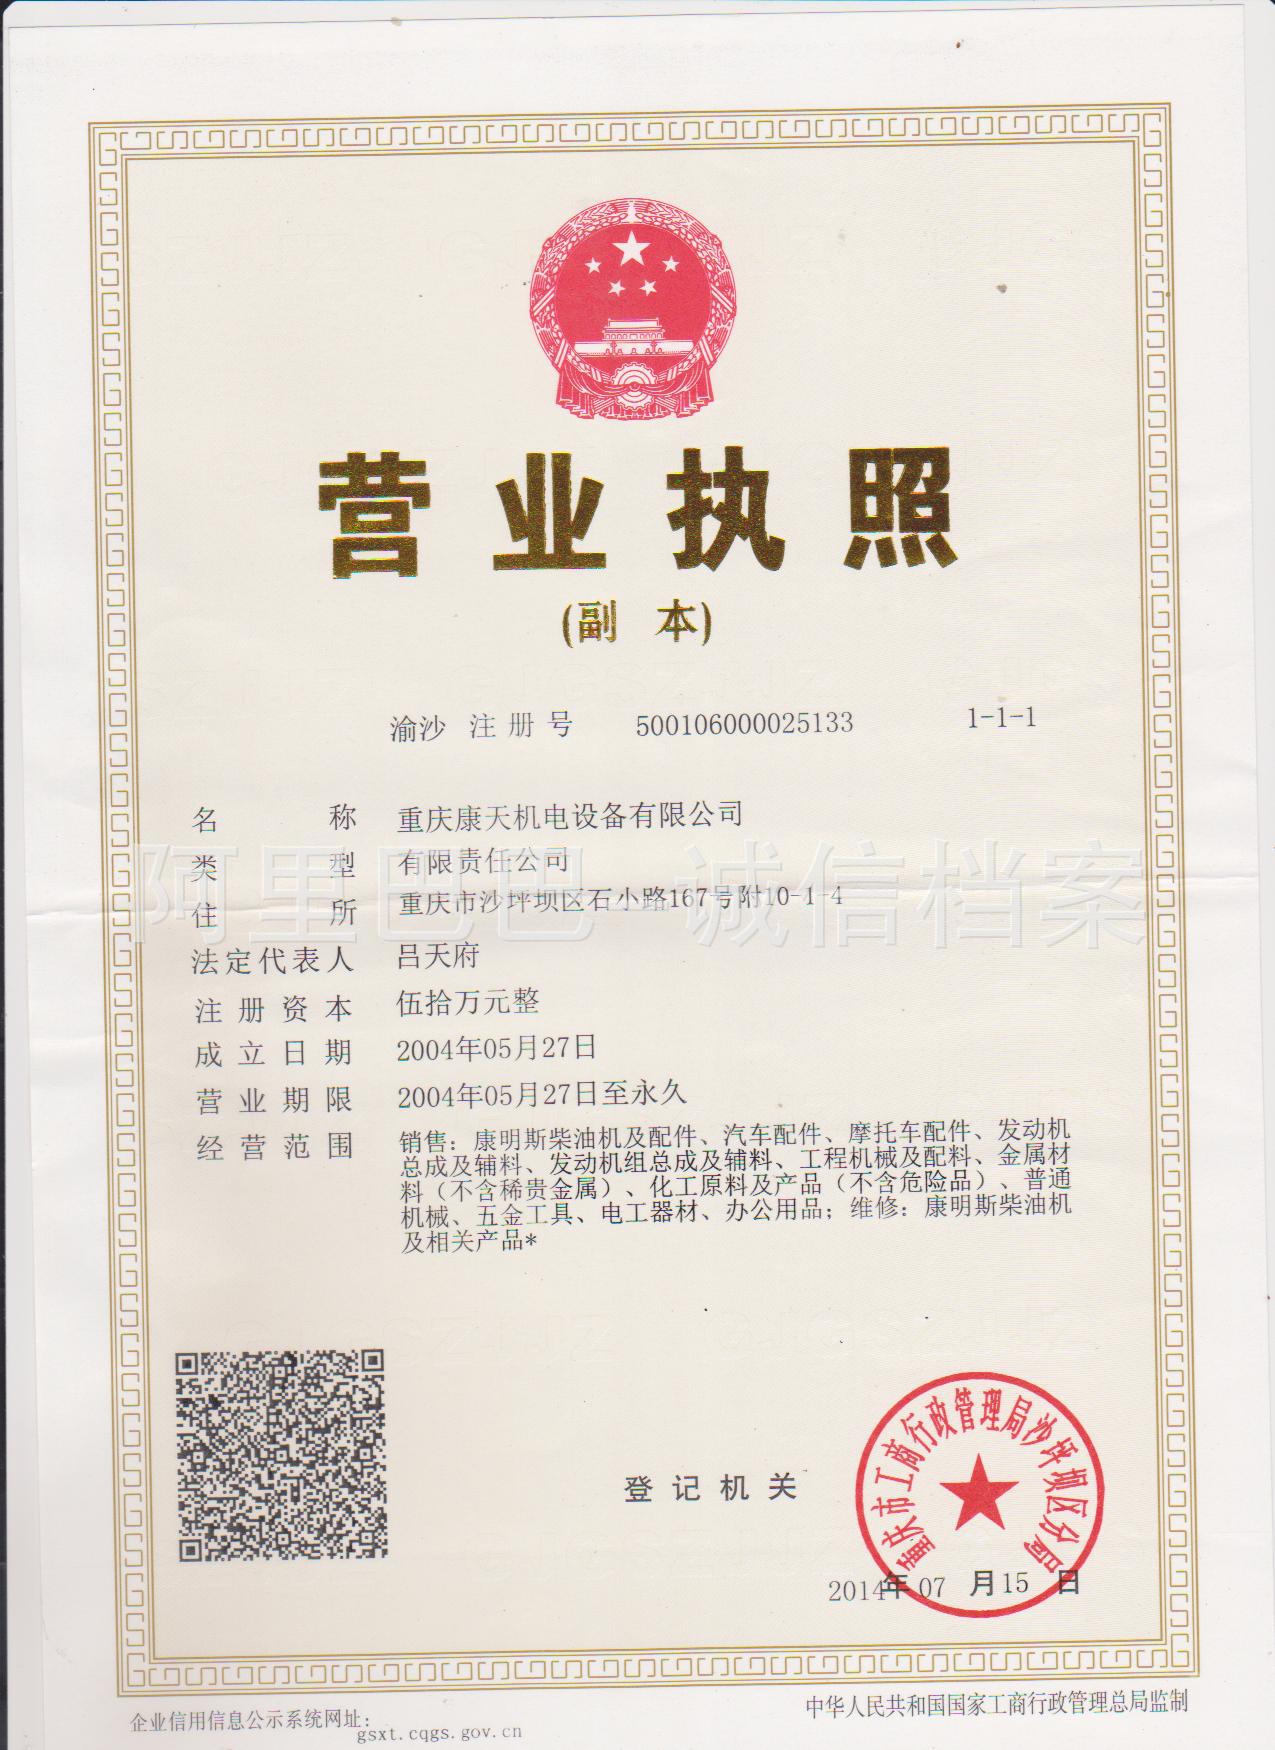 营业执照
(副 本)
渝沙 注册号 500106000025133 1-1-1
名称 重庆康天机电设备有限公司
类型 有限责任公司
住所 重庆市沙坪坝区石小路167号附10-1-4
法定代表人 吕天府
注册资本 伍拾万元整
成立日期 2004年05月27日
营业期限 2004年05月27日至永久
经营范围 销售：康明斯柴油机及配件、汽车配件、摩托车配件、发动机
总成及辅料、发动机组总成及辅料、工程机械及配料、金属材
料（不含稀贵金属）、化工原料及产品（不含危险品）、普通
机械、五金工具、电工器材、办公用品；维修：康明斯柴油机
及相关产品*
阿里巴巴 诚信档案
重庆市工商行政管理局沙坪坝区分局
登记机关
2014年07月15日
企业信用信息公示系统网址：
gsxt.cqgs.gov.cn
中华人民共和国国家工商行政管理总局监制